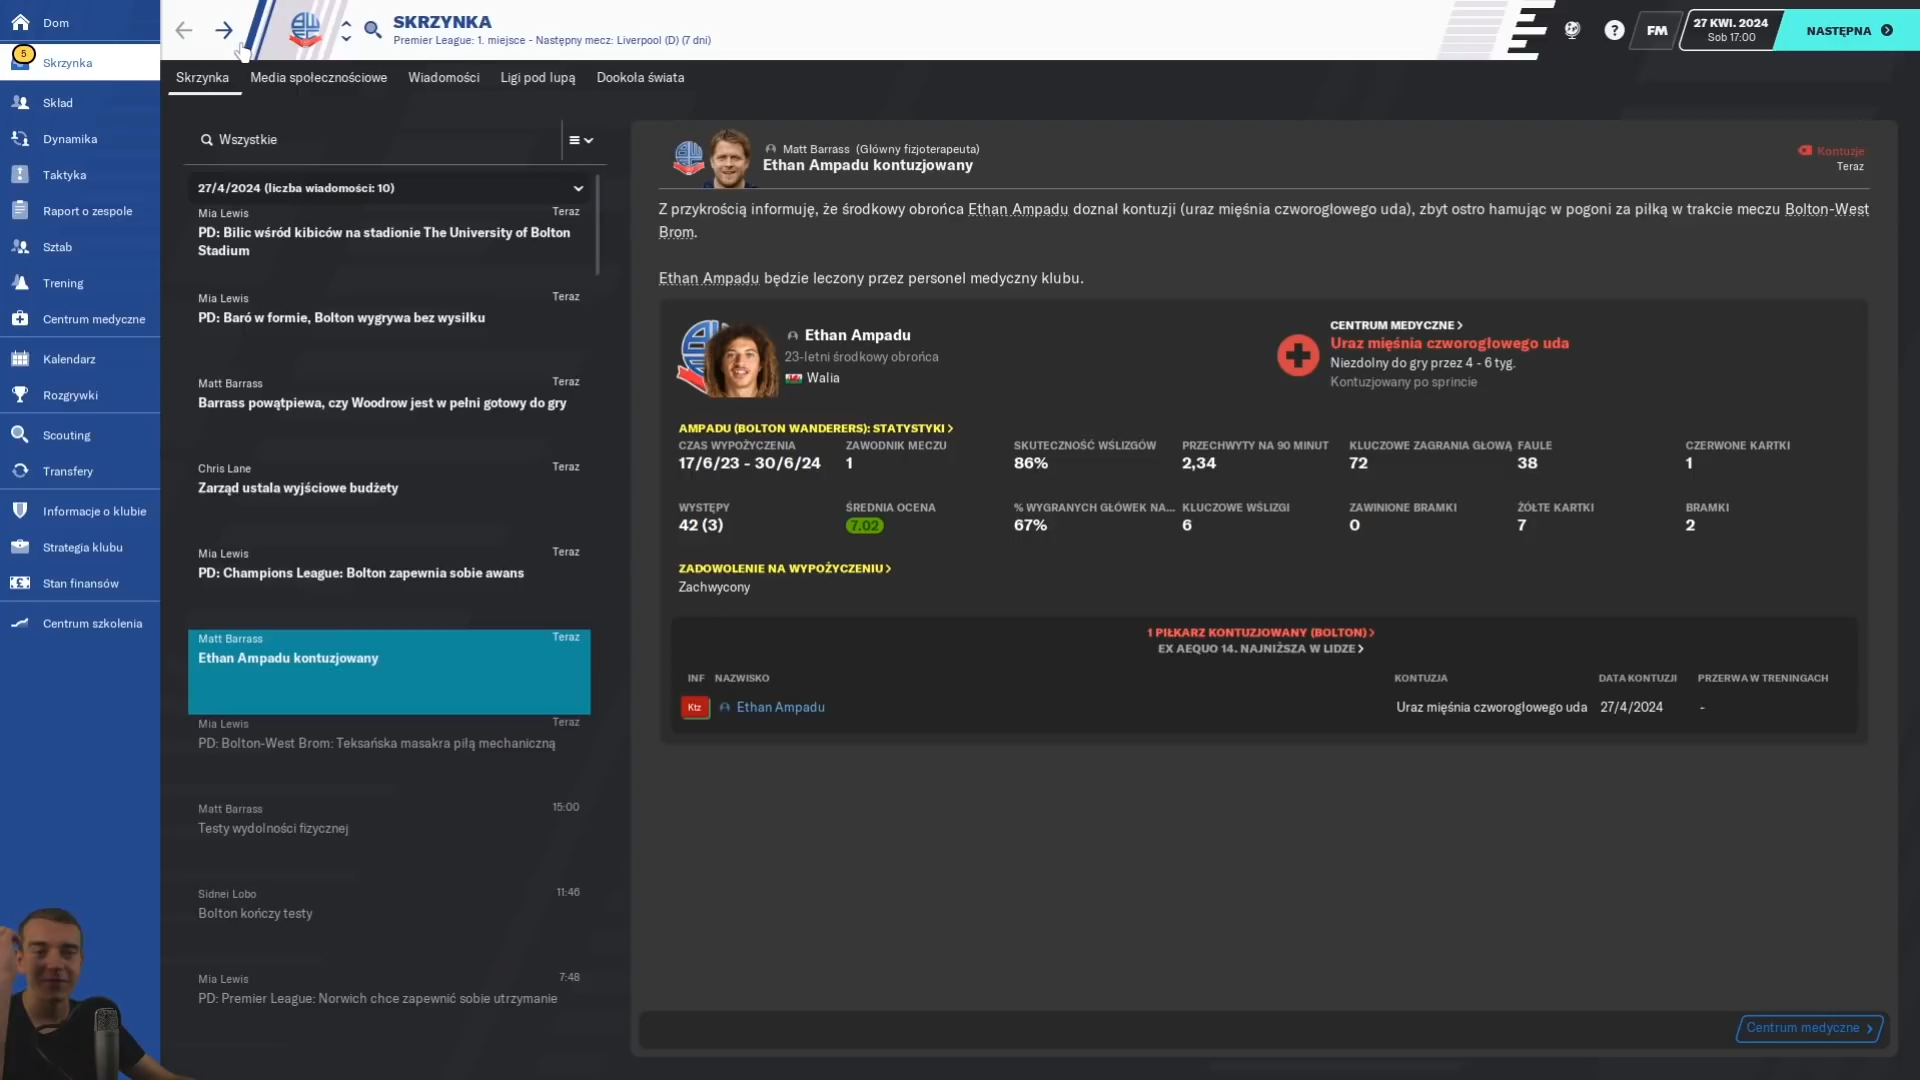 Dom
5
Skrzynka
Skład
Dynamika
Taktyka
Raport o zespole
Sztab
Trening
Centrum medyczne
Kalendarz
Rozgrywki
Scouting
Transfery
Informacje o klubie
Strategia klubu
Stan finansów
Centrum szkolenia
SKRZYNKA
Premier League: 1. miejsce - Następny mecz: Liverpool (D) (7 dni)
?
FM
27 KWI. 2024
Sob 17:00
NASTĘPNA
Skrzynka
Media społecznościowe
Wiadomości
Ligi pod lupą
Dookoła świata
Wszystkie
27/4/2024 (liczba wiadomości: 10)
Mia Lewis
Teraz
PD: Bilic wśród kibiców na stadionie The University of Bolton
Stadium
Mia Lewis
Teraz
PD: Baró w formie, Bolton wygrywa bez wysiłku
Matt Barrass
Teraz
Barrass powątpiewa, czy Woodrow jest w pełni gotowy do gry
Chris Lane
Teraz
Zarząd ustala wyjściowe budżety
Mia Lewis
Teraz
PD: Champions League: Bolton zapewnia sobie awans
Matt Barrass
Teraz
Ethan Ampadu kontuzjowany
Mia Lewis
Teraz
PD: Bolton-West Brom: Teksańska masakra piłą mechaniczną
Matt Barrass
15:00
Testy wydolności fizycznej
Sidnei Lobo
11:46
Bolton kończy testy
Mia Lewis
7:48
PD: Premier League: Norwich chce zapewnić sobie utrzymanie
Matt Barrass (Główny fizjoterapeuta)
Ethan Ampadu kontuzjowany
Kontuzje
Teraz
Z przykrością informuję, że środkowy obrońca Ethan Ampadu doznał kontuzji (uraz mięśnia czworogłowego uda), zbyt ostro hamując w pogoni za piłką w trakcie meczu Bolton-West
Brom.
Ethan Ampadu będzie leczony przez personel medyczny klubu.
Ethan Ampadu
23-letni środkowy obrońca
Walia
CENTRUM MEDYCZNE
Uraz mięśnia czworogłowego uda
Niezdolny do gry przez 4 - 6 tyg.
Kontuzjowany po sprincie
AMPADU (BOLTON WANDERERS): STATYSTYKI
CZAS WYPOŻYCZENIA
17/6/23 - 30/6/24
ZAWODNIK MECZU
1
SKUTECZNOŚĆ WŚLIZGÓW
86%
PRZECHWYTY NA 90 MINUT
2,34
KLUCZOWE ZAGRANIA GŁOWĄ
72
FAULE
38
CZERWONE KARTKI
1
WYSTĘPY
42 (3)
ŚREDNIA OCENA
7.02
% WYGRANYCH GŁÓWEK NA...
67%
KLUCZOWE WŚLIZGI
6
ZAWINIONE BRAMKI
0
ŻÓŁTE KARTKI
7
BRAMKI
2
ZADOWOLENIE NA WYPOŻYCZENIU
Zachwycony
1 PIŁKARZ KONTUZJOWANY (BOLTON)
EX AEQUO 14. NAJNIŻSZA W LIDZE
INF NAZWISKO KONTUZJA DATA KONTUZJI PRZERWA W TRENINGACH
Ktz Ethan Ampadu Uraz mięśnia czworogłowego uda 27/4/2024 -
Centrum medyczne